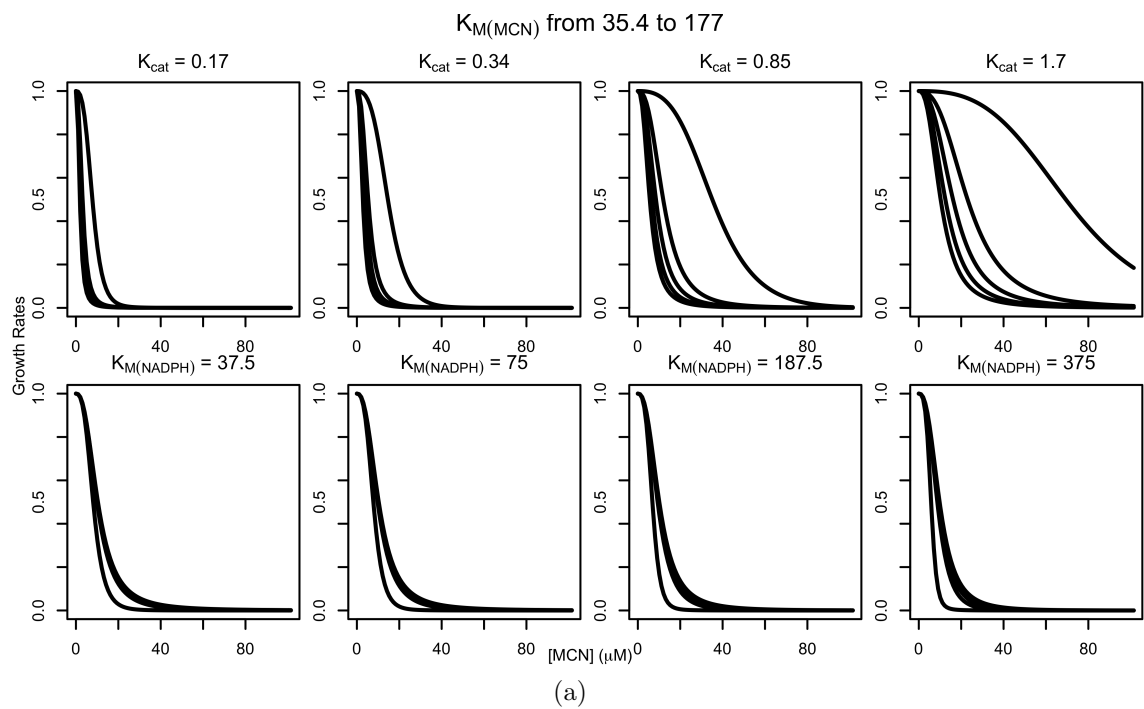 K_M(MCN) from 35.4 to 177
K_cat = 0.17
K_cat = 0.34
K_cat = 0.85
K_cat = 1.7
0.0 0.5 1.0
0 40 80
0.0 0.5 1.0
0 40 80
0.0 0.5 1.0
0 40 80
0.0 0.5 1.0
0 40 80
Growth Rates
K_M(NADPH) = 37.5
K_M(NADPH) = 75
K_M(NADPH) = 187.5
K_M(NADPH) = 375
0.0 0.5 1.0
0 40 80
0.0 0.5 1.0
0 40 80
0.0 0.5 1.0
0 40 80
0.0 0.5 1.0
0 40 80
[MCN] (μM)
(a)